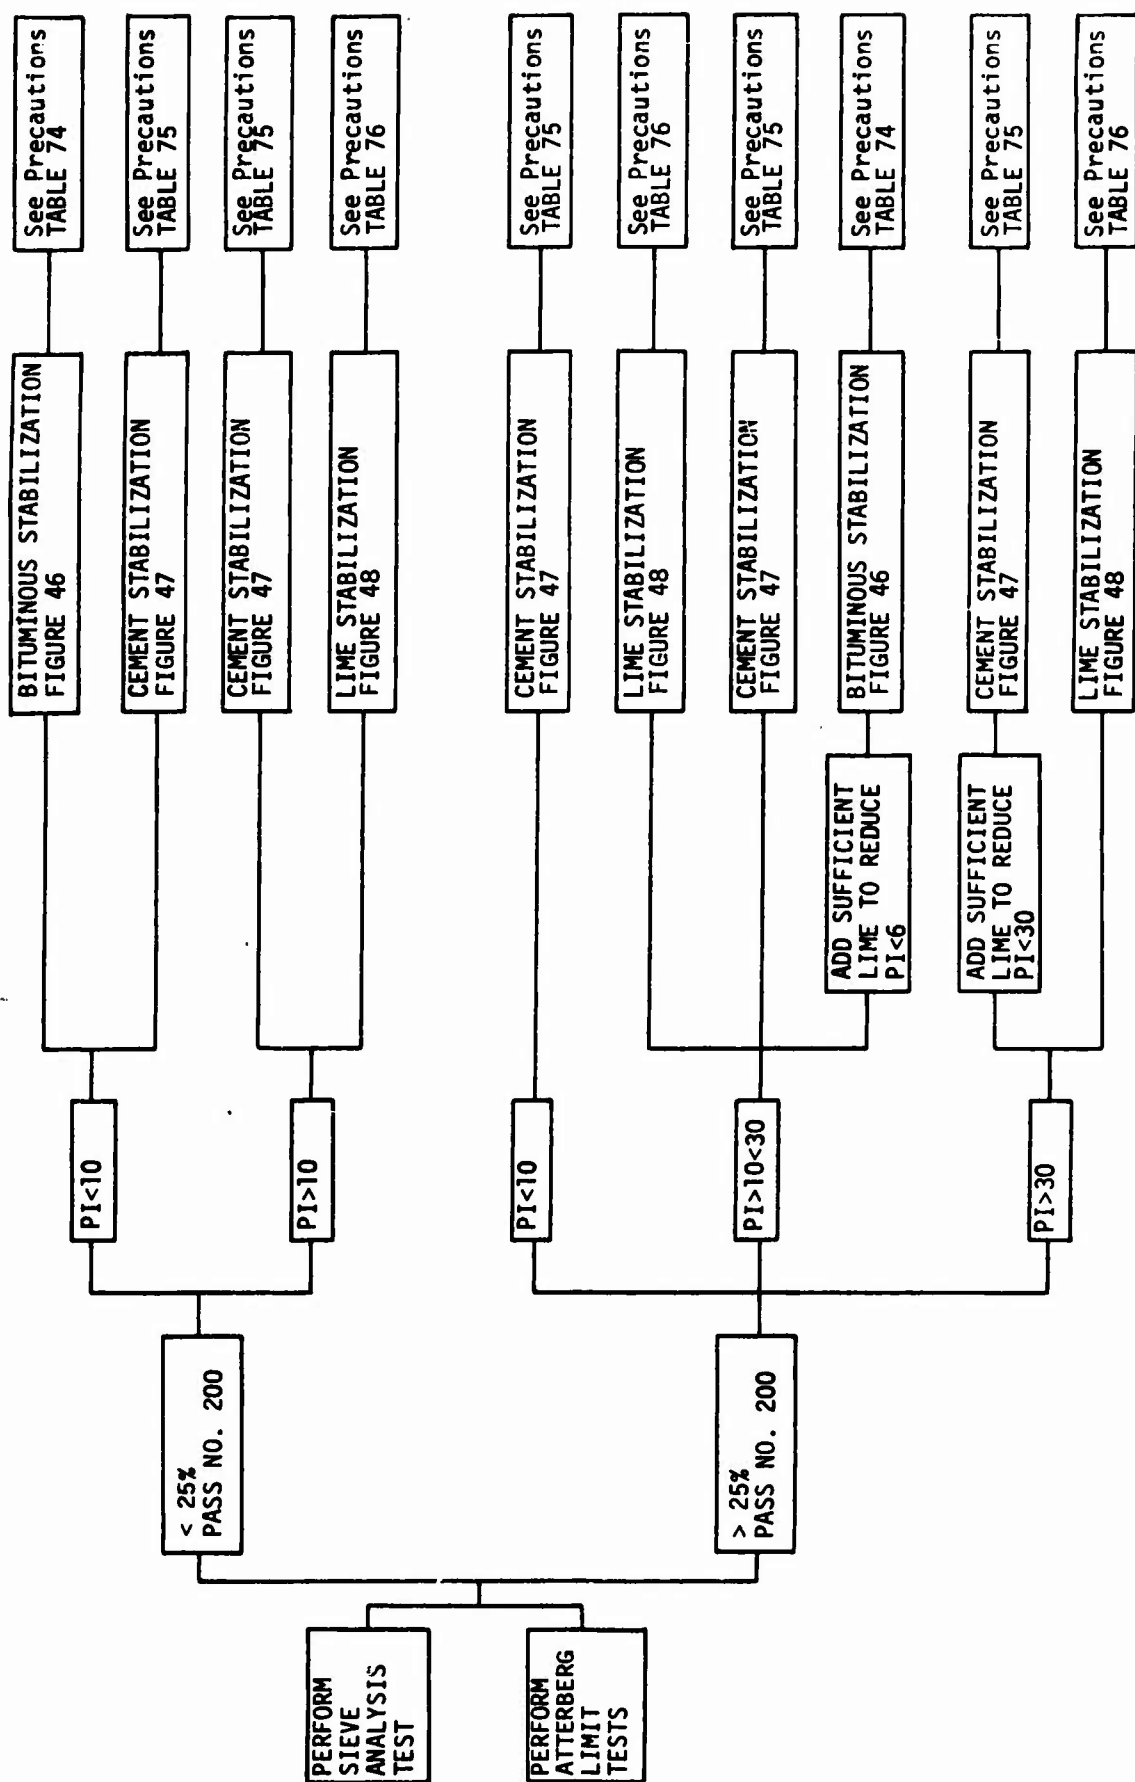 PERFORM
SIEVE
ANALYSIS
TEST
PERFORM
ATTERBERG
LIMIT
TESTS
< 25%
PASS NO. 200
> 25%
PASS NO. 200
PI<10
PI>10
PI<10
PI>10<30
PI>30
ADD SUFFICIENT
LIME TO REDUCE
PI<6
ADD SUFFICIENT
LIME TO REDUCE
PI<30
BITUMINOUS STABILIZATION
FIGURE 46
CEMENT STABILIZATION
FIGURE 47
CEMENT STABILIZATION
FIGURE 47
LIME STABILIZATION
FIGURE 48
CEMENT STABILIZATION
FIGURE 47
LIME STABILIZATION
FIGURE 48
CEMENT STABILIZATION
FIGURE 47
BITUMINOUS STABILIZATION
FIGURE 46
CEMENT STABILIZATION
FIGURE 47
LIME STABILIZATION
FIGURE 48
See Precautions
TABLE 74
See Precautions
TABLE 75
See Precautions
TABLE 75
See Precautions
TABLE 76
See Precautions
TABLE 75
See Precautions
TABLE 76
See Precautions
TABLE 75
See Precautions
TABLE 74
See Precautions
TABLE 75
See Precautions
TABLE 76